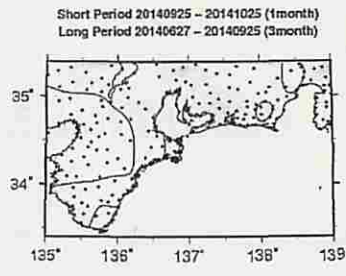 Short Period 20140925 – 20141025 (1month)
Long Period 20140627 – 20140925 (3month)
35°
34°
135° 136° 137° 138° 139